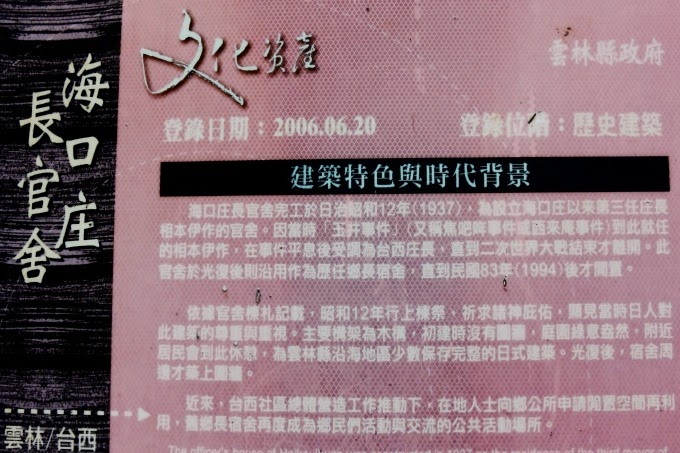 海口庄
長官舍
文化資產
雲林縣政府
登錄日期：2006.06.20
登錄位階：歷史建築
建築特色與時代背景
海口庄長官舍完工於日治昭和12年(1937)，為設立海口庄以來第三任庄長
相本伊作的官舍。因當時「玉井事件」(又稱焦吧哖事件或西來庵事件)到此就任
的相本伊作，在事件平息後受調為台西庄長，直到二次世界大戰結束才離開。此
官舍於光復後則沿用作為歷任鄉長宿舍，直到民國83年(1994)後才閒置。
依據官舍棟札記載，昭和12年行上棟祭，祈求諸神庇佑，顯見當時日人對
此建築的尊重與重視。主要構架為木構，初建時沒有圍牆，庭園綠意盎然，附近
居民會到此休憩，為雲林縣沿海地區少數保存完整的日式建築。光復後，宿舍周
邊才築上圍牆。
近來，台西社區總體營造工作推動下，在地人士向鄉公所申請閒置空間再利
用，舊鄉長宿舍再度成為鄉民們活動與交流的公共活動場所。
雲林/台西